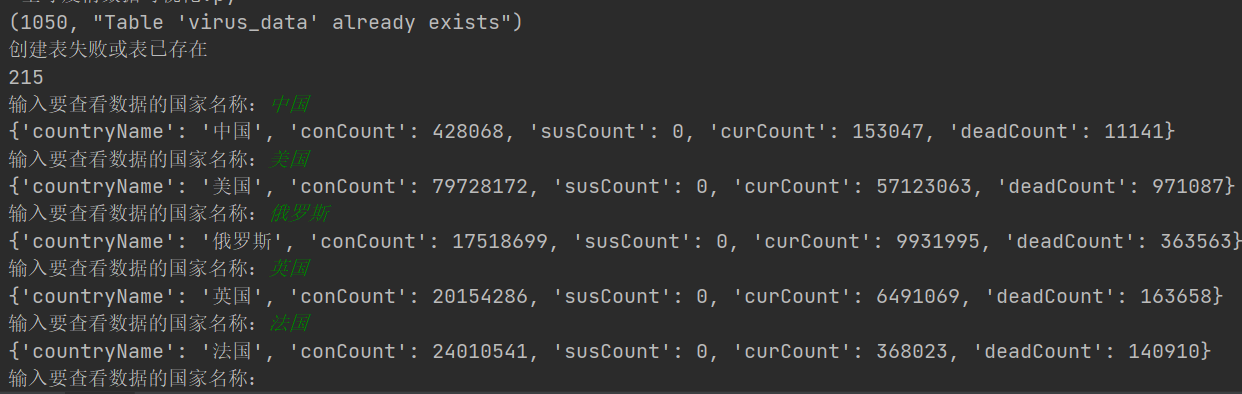 (1050, "Table 'virus_data' already exists")
创建表失败或表已存在
215
输入要查看数据的国家名称：中国
{'countryName': '中国', 'conCount': 428068, 'susCount': 0, 'curCount': 153047, 'deadCount': 11141}
输入要查看数据的国家名称：美国
{'countryName': '美国', 'conCount': 79728172, 'susCount': 0, 'curCount': 57123063, 'deadCount': 971087}
输入要查看数据的国家名称：俄罗斯
{'countryName': '俄罗斯', 'conCount': 17518699, 'susCount': 0, 'curCount': 9931995, 'deadCount': 363563}
输入要查看数据的国家名称：英国
{'countryName': '英国', 'conCount': 20154286, 'susCount': 0, 'curCount': 6491069, 'deadCount': 163658}
输入要查看数据的国家名称：法国
{'countryName': '法国', 'conCount': 24010541, 'susCount': 0, 'curCount': 368023, 'deadCount': 140910}
输入要查看数据的国家名称：